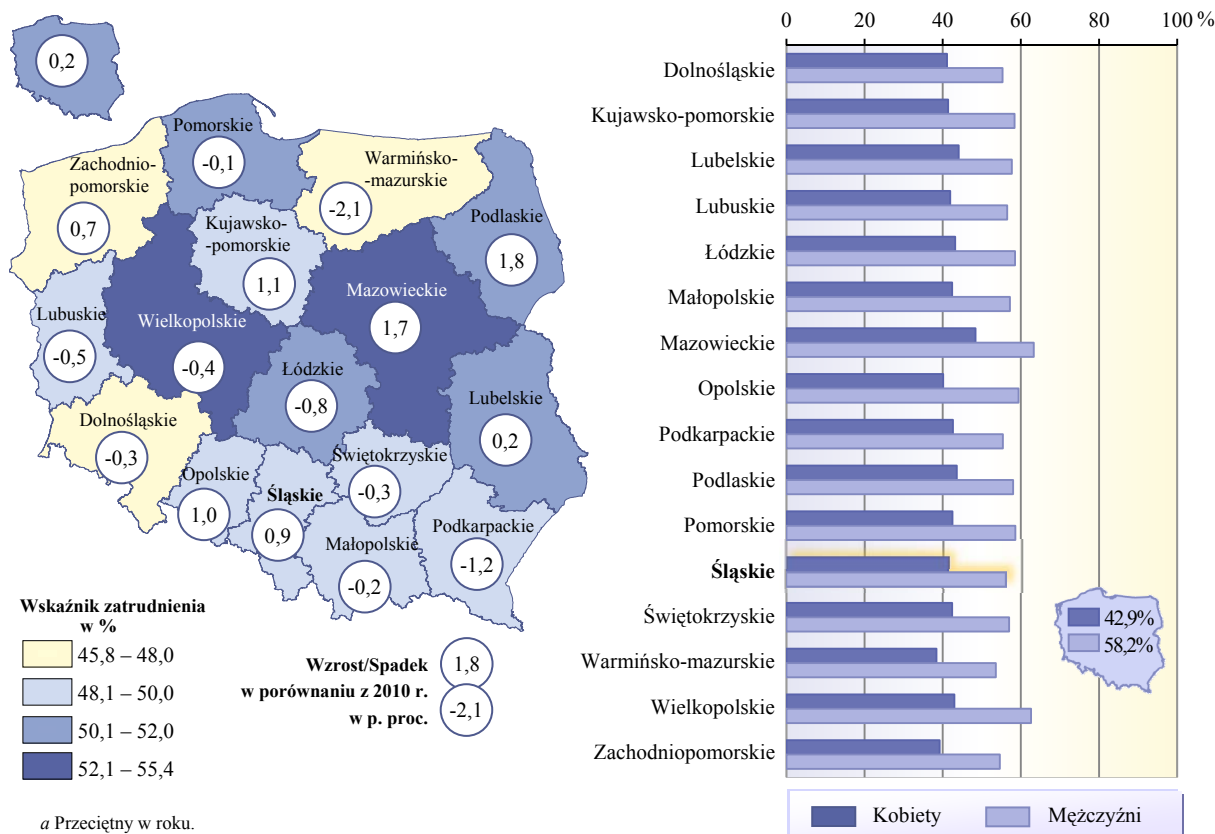 0,2
Pomorskie
-0,1
Zachodnio-
pomorskie
0,7
Warmińsko-
-mazurskie
-2,1
Podlaskie
1,8
Kujawsko-
-pomorskie
1,1
Mazowieckie
1,7
Lubuskie
-0,5
Wielkopolskie
-0,4
Łódzkie
-0,8
Lubelskie
0,2
Dolnośląskie
-0,3
Opolskie
1,0
Śląskie
0,9
Świętokrzyskie
-0,3
Małopolskie
-0,2
Podkarpackie
-1,2
Wskaźnik zatrudnienia
w %
45,8 – 48,0
48,1 – 50,0
50,1 – 52,0
52,1 – 55,4
Wzrost/Spadek
w porównaniu z 2010 r.
w p. proc.
1,8
-2,1
a Przeciętny w roku.
0 20 40 60 80 100 %
Dolnośląskie
Kujawsko-pomorskie
Lubelskie
Lubuskie
Łódzkie
Małopolskie
Mazowieckie
Opolskie
Podkarpackie
Podlaskie
Pomorskie
Śląskie
Świętokrzyskie
Warmińsko-mazurskie
Wielkopolskie
Zachodniopomorskie
42,9%
58,2%
Kobiety Mężczyźni